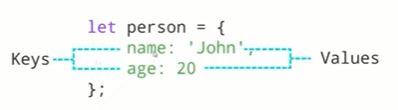 let person = {
Keys name: 'John', Values
age: 20
};